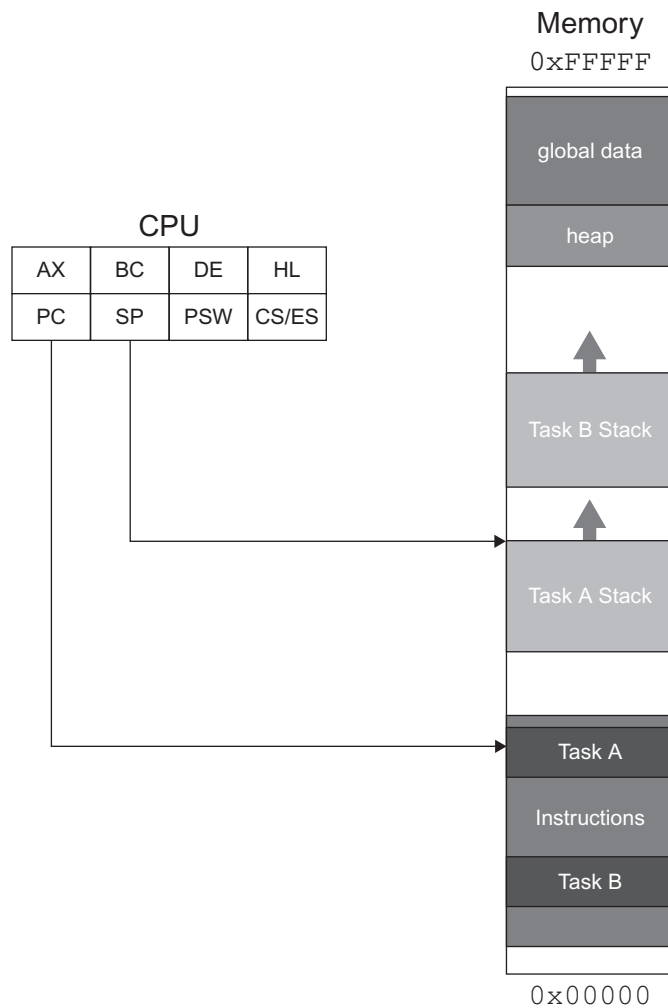 Memory
0xFFFFF
global data
heap
CPU
AX BC DE HL
PC SP PSW CS/ES
Task B Stack
Task A Stack
Task A
Instructions
Task B
0x00000